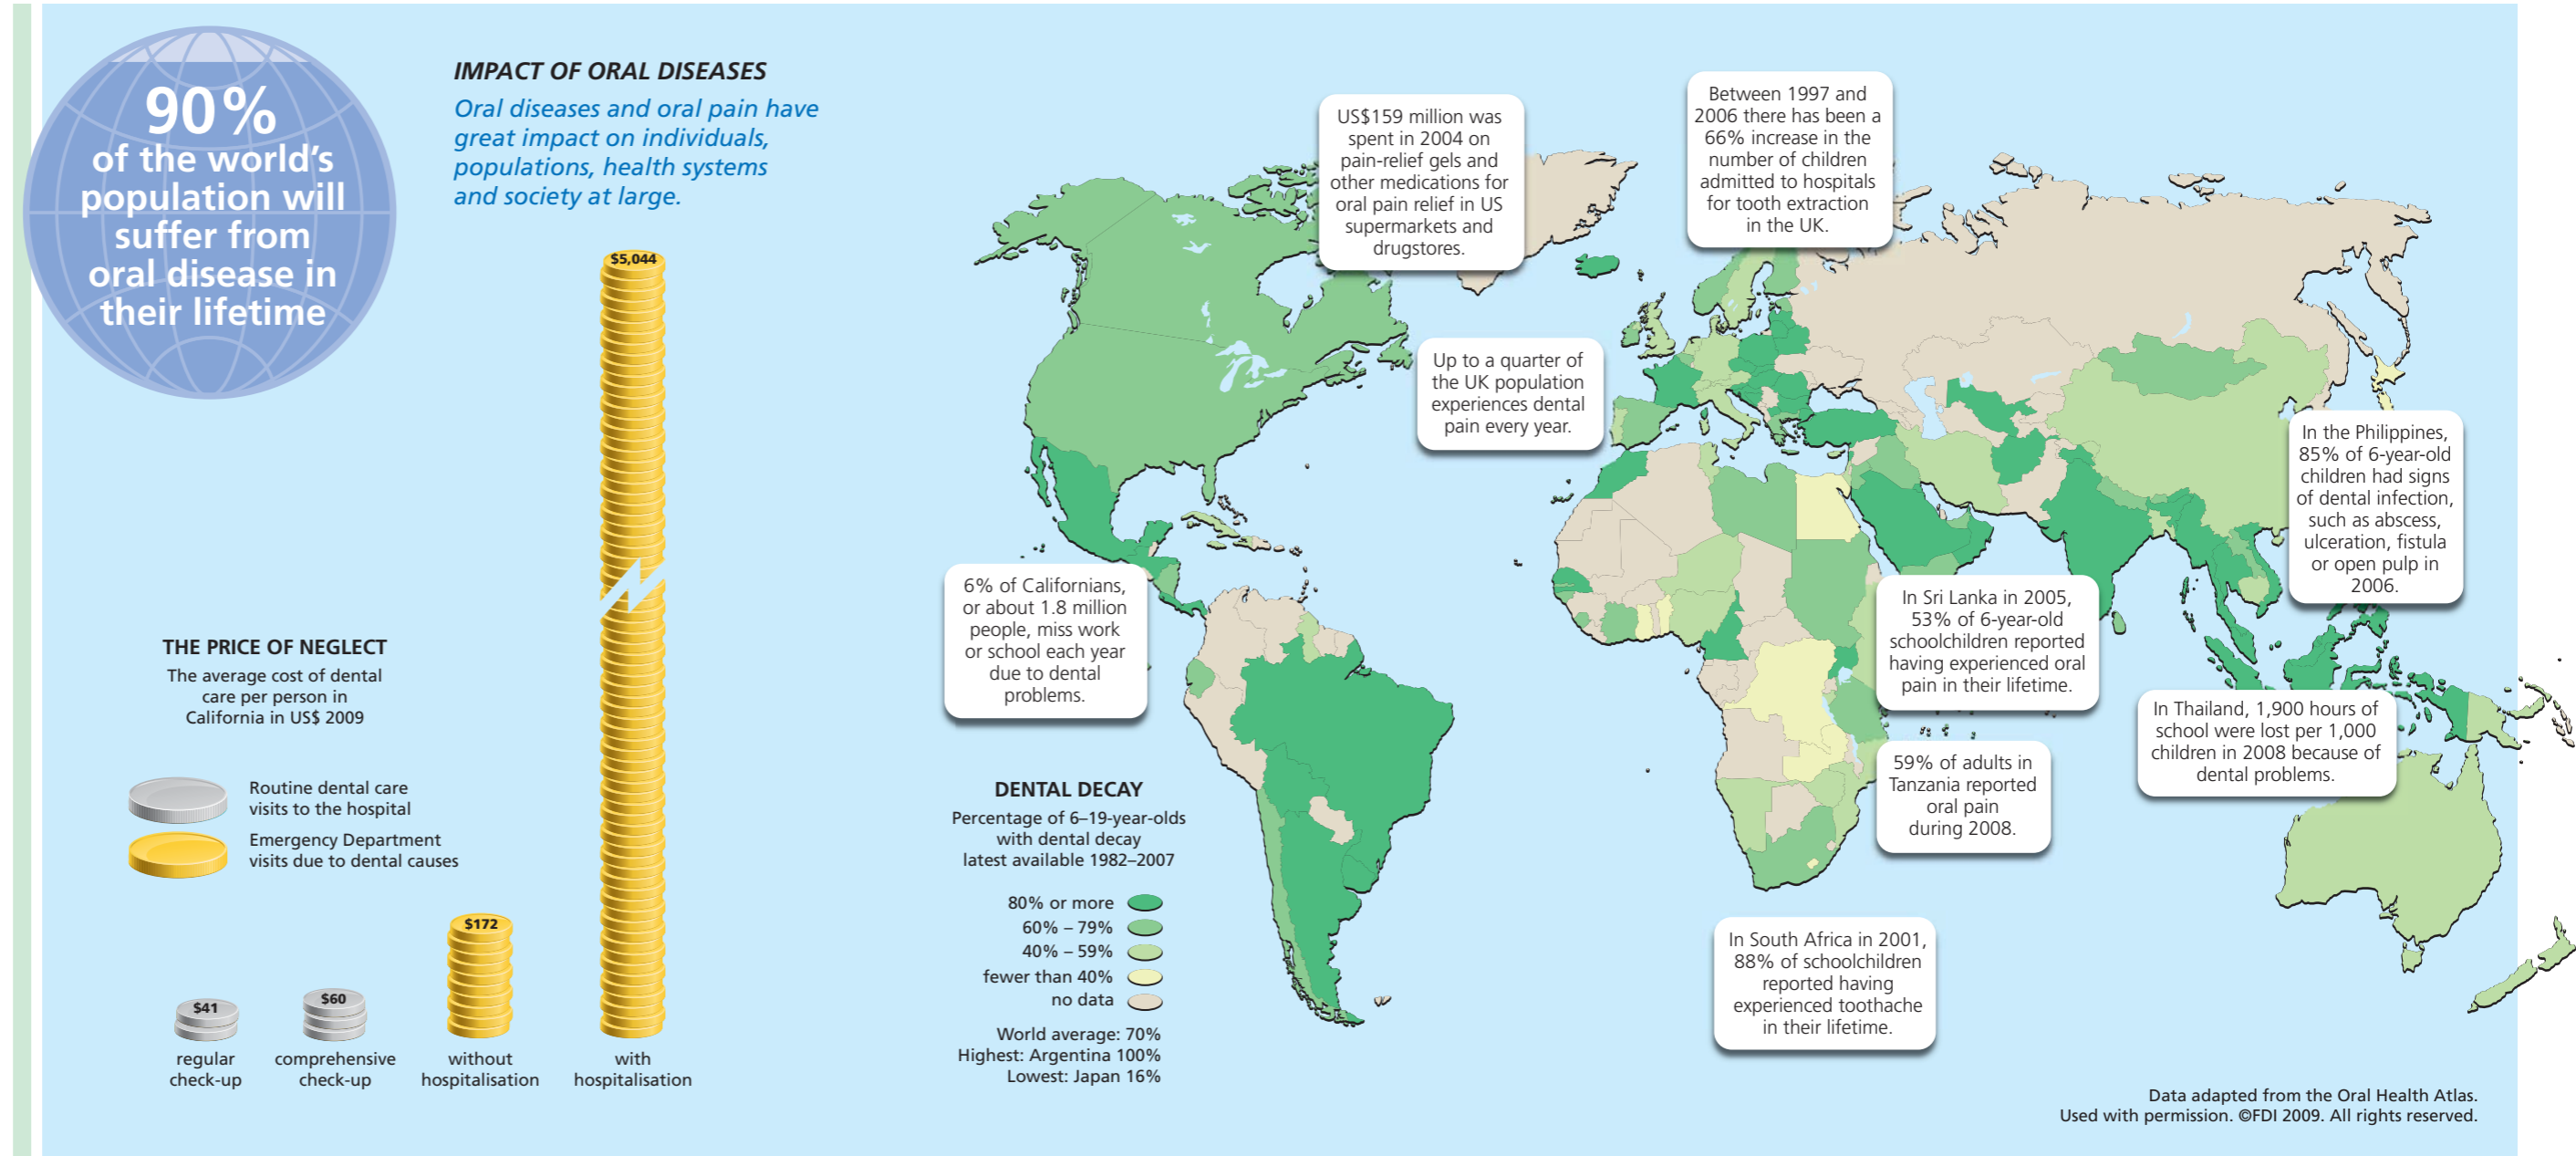 90%
of the world's
population will
suffer from
oral disease in
their lifetime
IMPACT OF ORAL DISEASES
Oral diseases and oral pain have
great impact on individuals,
populations, health systems
and society at large.
THE PRICE OF NEGLECT
The average cost of dental
care per person in
California in US$ 2009
Routine dental care
visits to the hospital
Emergency Department
visits due to dental causes
$41
regular
check-up
$60
comprehensive
check-up
$172
without
hospitalisation
$5,044
with
hospitalisation
US$159 million was
spent in 2004 on
pain-relief gels and
other medications for
oral pain relief in US
supermarkets and
drugstores.
Between 1997 and
2006 there has been a
66% increase in the
number of children
admitted to hospitals
for tooth extraction
in the UK.
Up to a quarter of
the UK population
experiences dental
pain every year.
In the Philippines,
85% of 6-year-old
children had signs
of dental infection,
such as abscess,
ulceration, fistula
or open pulp in
2006.
6% of Californians,
or about 1.8 million
people, miss work
or school each year
due to dental
problems.
In Sri Lanka in 2005,
53% of 6-year-old
schoolchildren reported
having experienced oral
pain in their lifetime.
In Thailand, 1,900 hours of
school were lost per 1,000
children in 2008 because of
dental problems.
59% of adults in
Tanzania reported
oral pain
during 2008.
In South Africa in 2001,
88% of schoolchildren
reported having
experienced toothache
in their lifetime.
DENTAL DECAY
Percentage of 6–19-year-olds
with dental decay
latest available 1982–2007
80% or more
60% – 79%
40% – 59%
fewer than 40%
no data
World average: 70%
Highest: Argentina 100%
Lowest: Japan 16%
Data adapted from the Oral Health Atlas.
Used with permission. ©FDI 2009. All rights reserved.